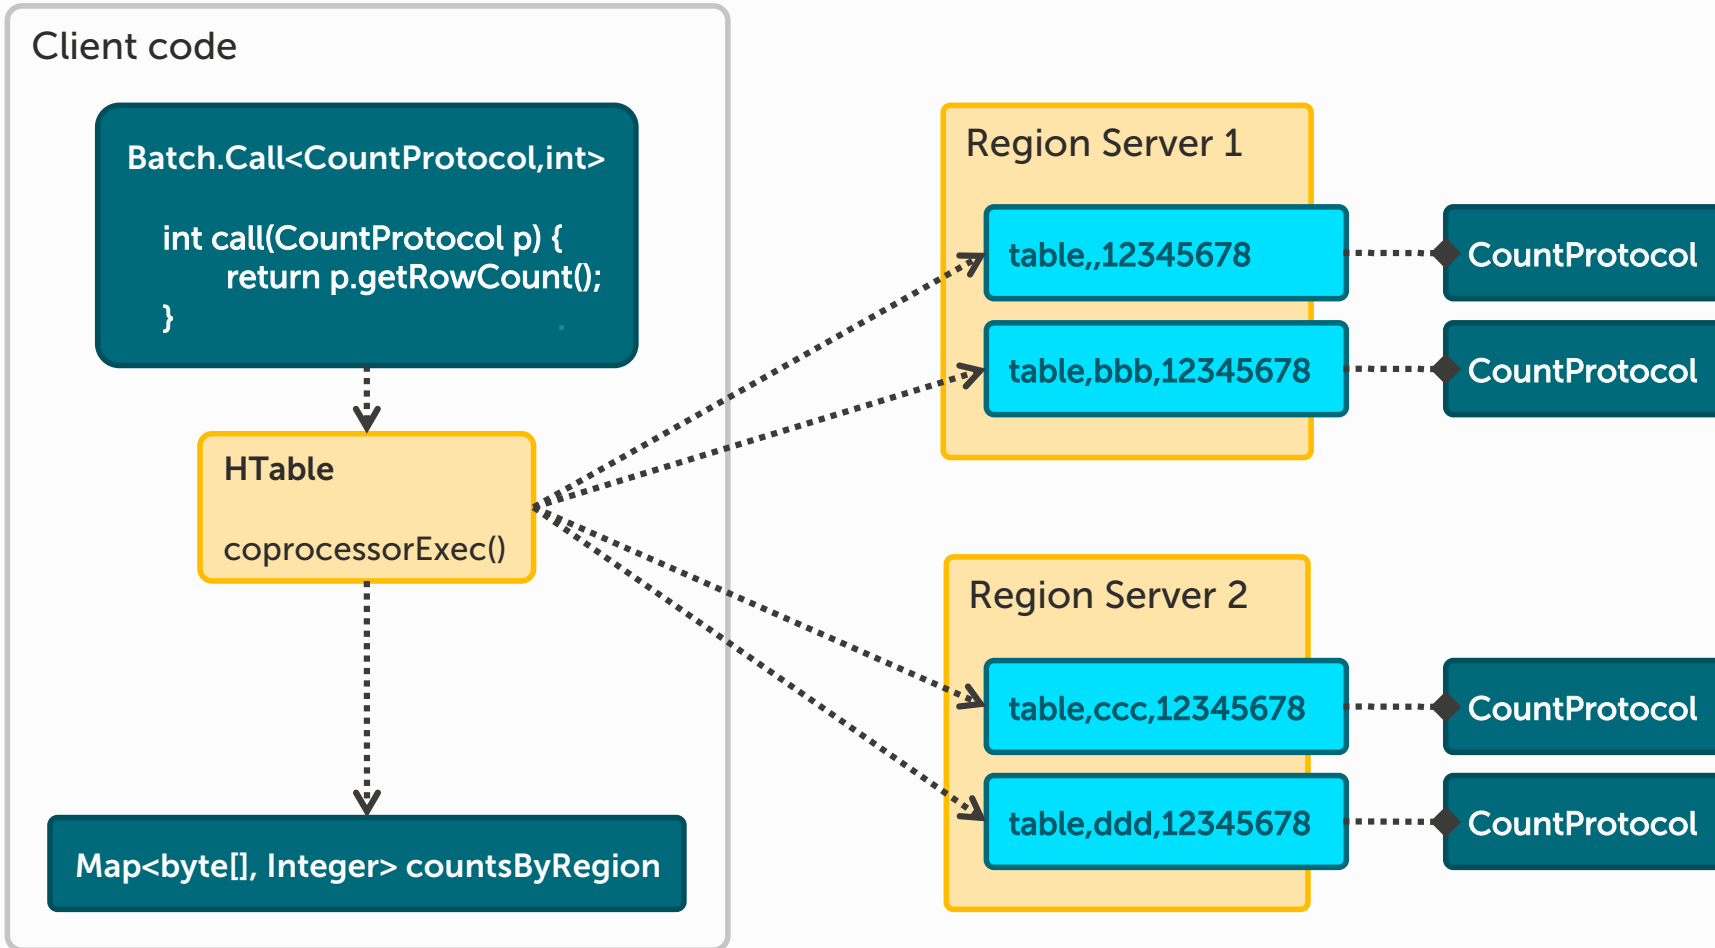 Client code
Batch.Call<CountProtocol,int>
int call(CountProtocol p) {
return p.getRowCount();
}
HTable
coprocessorExec()
Map<byte[], Integer> countsByRegion
Region Server 1
table,,12345678
CountProtocol
table,bbb,12345678
CountProtocol
Region Server 2
table,ccc,12345678
CountProtocol
table,ddd,12345678
CountProtocol